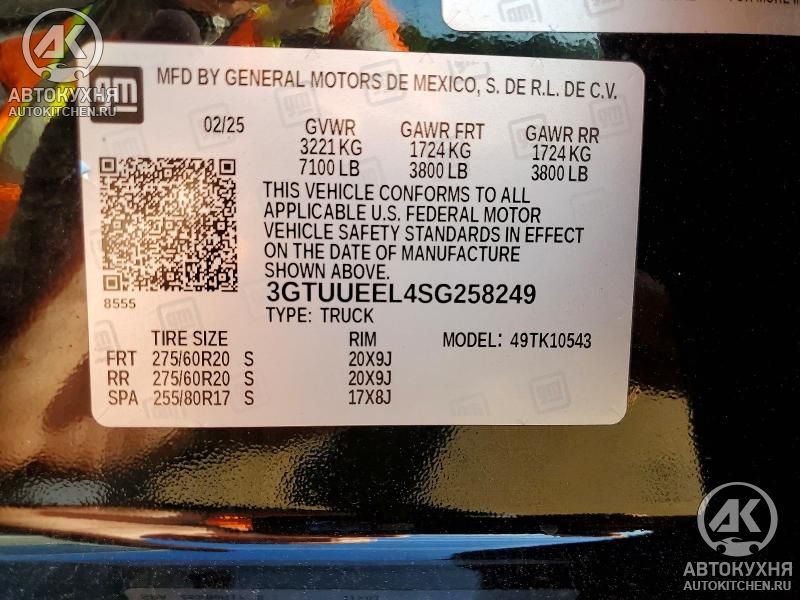 AK
АВТОКУХНЯ
AUTOKITCHEN.RU
gm
MFD BY GENERAL MOTORS DE MEXICO, S. DE R.L. DE C.V.
02/25 GVWR GAWR FRT GAWR RR
3221 KG 1724 KG 1724 KG
7100 LB 3800 LB 3800 LB
THIS VEHICLE CONFORMS TO ALL
APPLICABLE U.S. FEDERAL MOTOR
VEHICLE SAFETY STANDARDS IN EFFECT
ON THE DATE OF MANUFACTURE
SHOWN ABOVE.
8555
3GTUUEEL4SG258249
TYPE: TRUCK
TIRE SIZE RIM MODEL: 49TK10543
FRT 275/60R20 S 20X9J
RR 275/60R20 S 20X9J
SPA 255/80R17 S 17X8J
AK
АВТОКУХНЯ
AUTOKITCHEN.RU